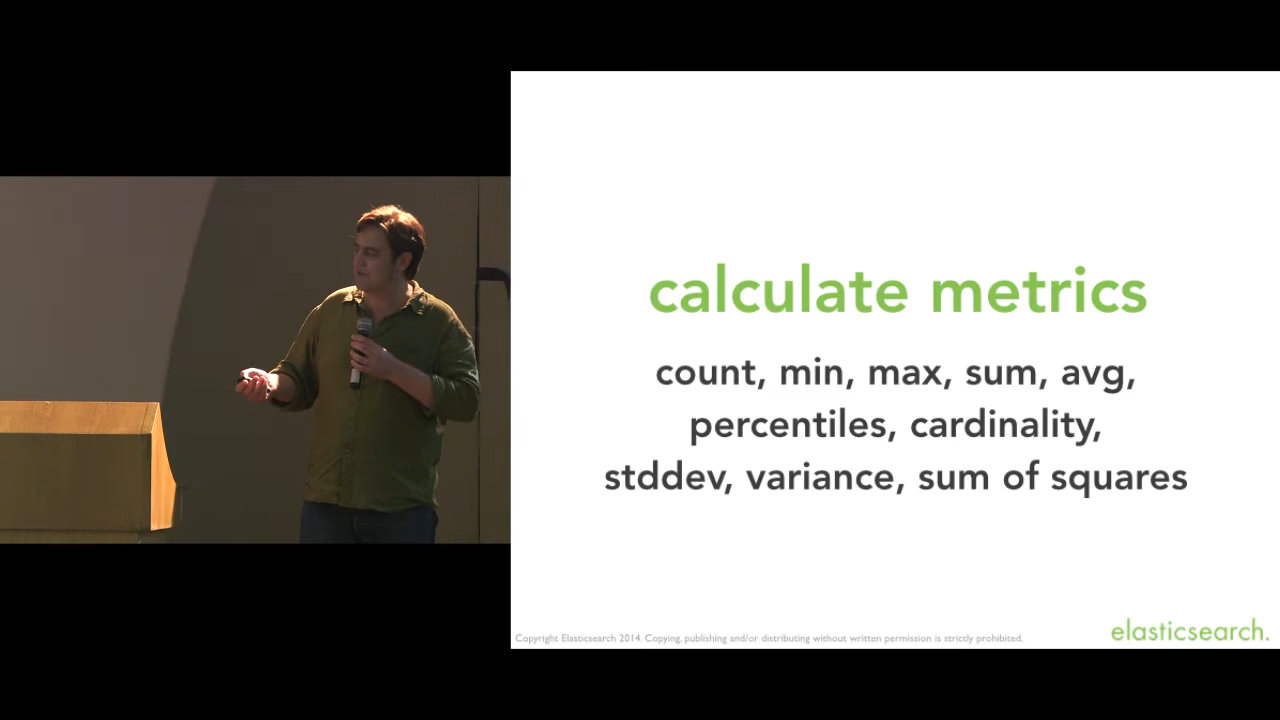 calculate metrics
count, min, max, sum, avg,
percentiles, cardinality,
stddev, variance, sum of squares
Copyright Elasticsearch 2014. Copying, publishing and/or distributing without written permission is strictly prohibited.
elasticsearch.